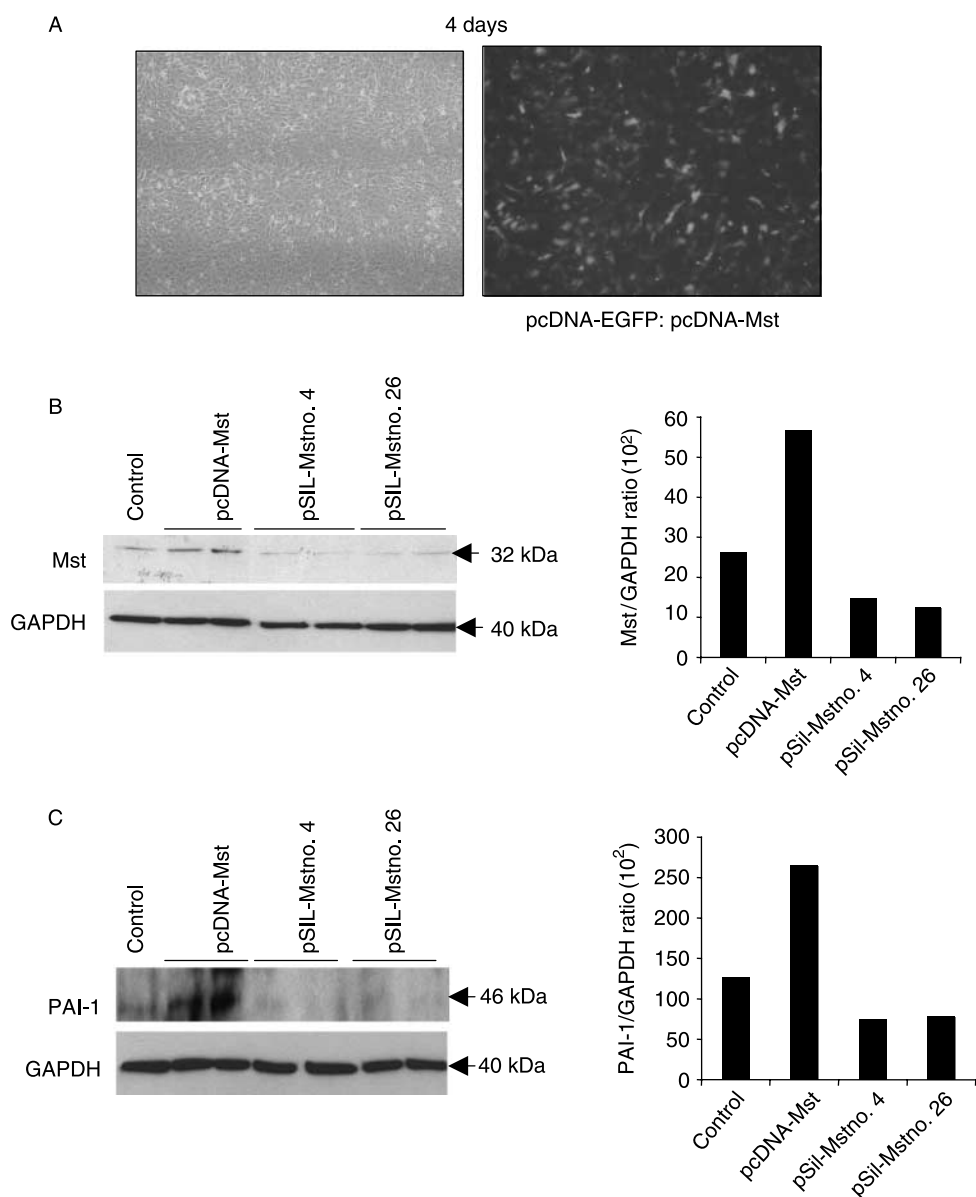 A
4 days
pcDNA-EGFP: pcDNA-Mst
B
Control
pcDNA-Mst
pSIL-Mstno. 4
pSIL-Mstno. 26
Mst
32 kDa
GAPDH
40 kDa
Mst/GAPDH ratio (10²)
60
50
40
30
20
10
0
Control
pcDNA-Mst
pSil-Mstno. 4
pSil-Mstno. 26
C
Control
pcDNA-Mst
pSIL-Mstno. 4
pSIL-Mstno. 26
PAI-1
46 kDa
GAPDH
40 kDa
PAI-1/GAPDH ratio (10²)
300
250
200
150
100
50
0
Control
pcDNA-Mst
pSil-Mstno. 4
pSil-Mstno. 26